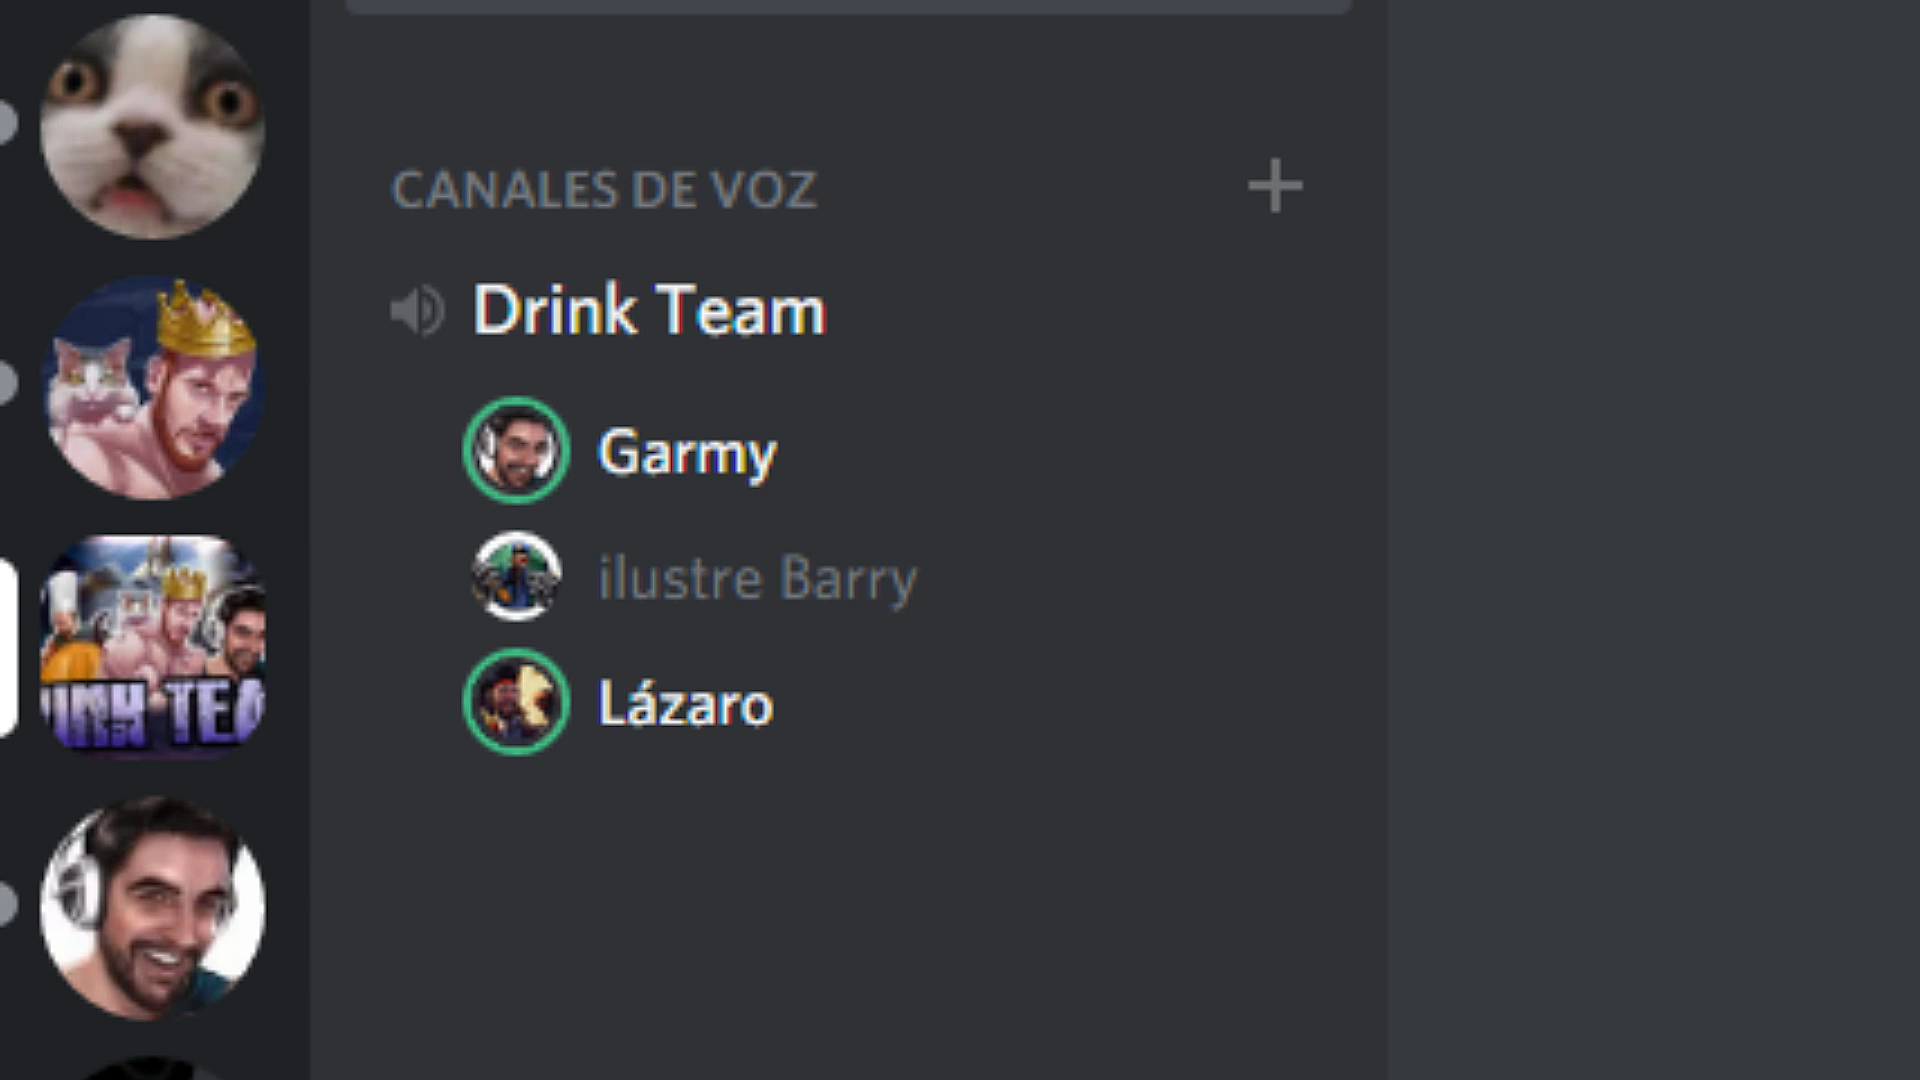 CANALES DE VOZ
Drink Team
Garmy
ilustre Barry
Lázaro